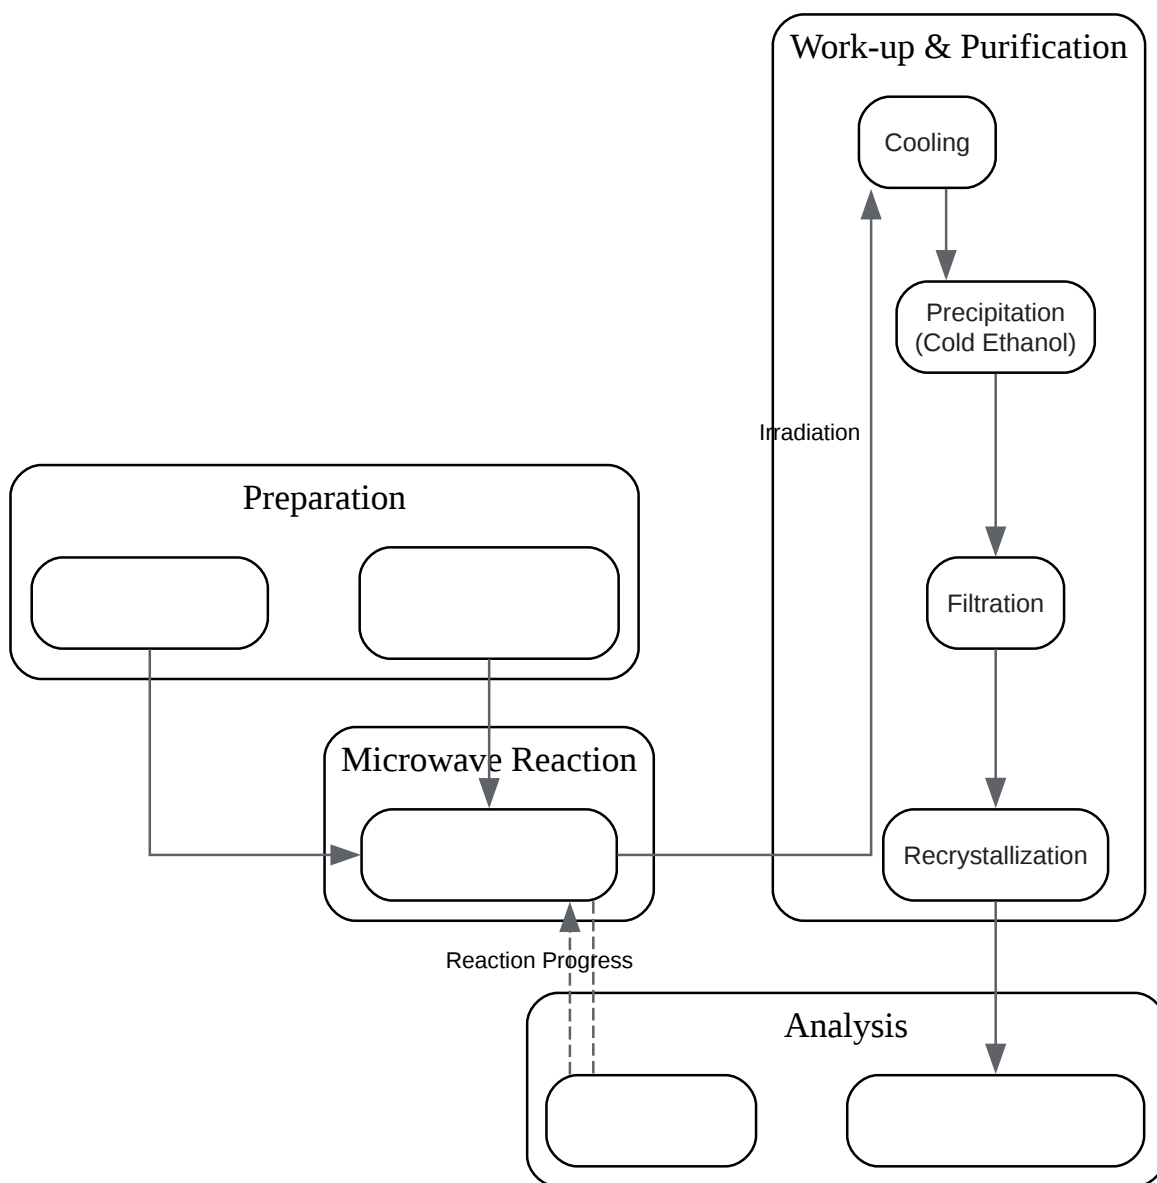 Work-up & Purification
Cooling
Precipitation
(Cold Ethanol)
Irradiation
Preparation
Filtration
Microwave Reaction
Recrystallization
Reaction Progress
Analysis